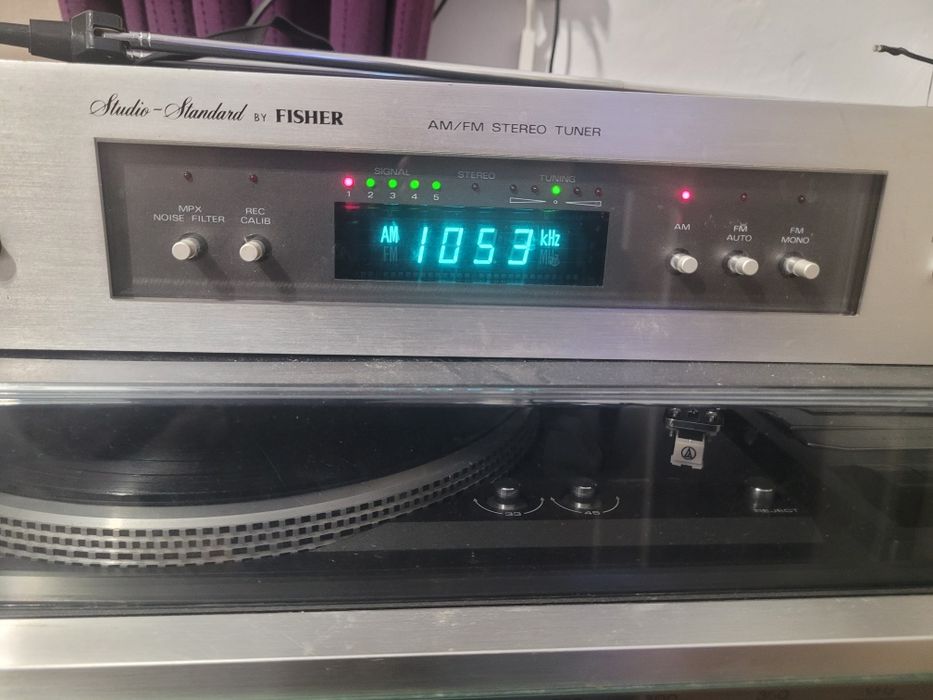 Studio-Standard BY FISHER
AM/FM STEREO TUNER
SIGNAL
STEREO
TUNING
1 2 3 4 5
MPX
NOISE FILTER
REC
CALIB
AM
FM
1053
kHz
MHz
AM
FM
AUTO
FM
MONO
33
45
REJECT